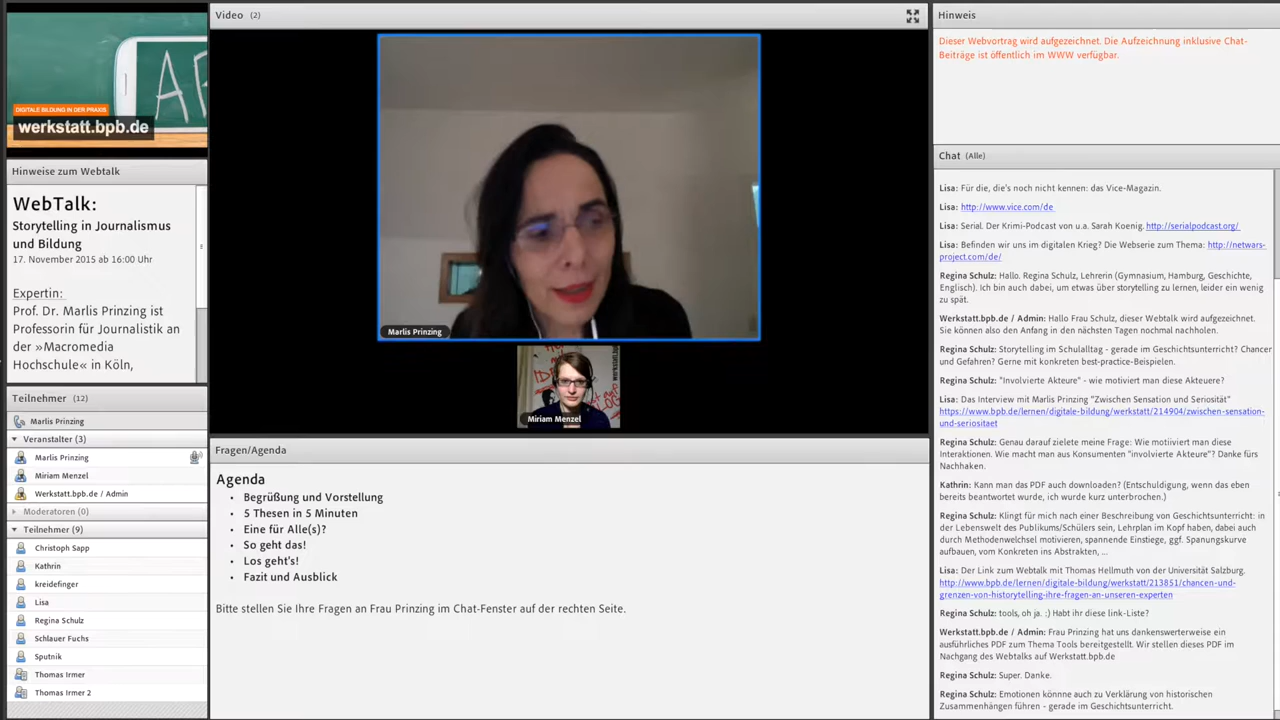 DIGITALE BILDUNG IN DER PRAXIS
werkstatt.bpb.de
Hinweise zum Webtalk
WebTalk:
Storytelling in Journalismus
und Bildung
17. November 2015 ab 16:00 Uhr
Expertin:
Prof. Dr. Marlis Prinzing ist
Professorin für Journalistik an
der »Macromedia
Hochschule« in Köln,
Teilnehmer (12)
Marlis Prinzing
Veranstalter (3)
Marlis Prinzing
Miriam Menzel
Werkstatt.bpb.de / Admin
Moderatoren (0)
Teilnehmer (9)
Christoph Sapp
Kathrin
kreidefinger
Lisa
Regina Schulz
Schlauer Fuchs
Sputnik
Thomas Irmer
Thomas Irmer 2
Video (2)
Marlis Prinzing
Miriam Menzel
Fragen/Agenda
Agenda
• Begrüßung und Vorstellung
• 5 Thesen in 5 Minuten
• Eine für Alle(s)?
• So geht das!
• Los geht's!
• Fazit und Ausblick
Bitte stellen Sie Ihre Fragen an Frau Prinzing im Chat-Fenster auf der rechten Seite.
Hinweis
Dieser Webvortrag wird aufgezeichnet. Die Aufzeichnung inklusive Chat-
Beiträge ist öffentlich im WWW verfügbar.
Chat (Alle)
Lisa: Für die, die's noch nicht kennen: das Vice-Magazin.
Lisa: http://www.vice.com/de
Lisa: Serial. Der Krimi-Podcast von u.a. Sarah Koenig. http://serialpodcast.org/
Lisa: Befinden wir uns im digitalen Krieg? Die Webserie zum Thema: http://netwars-
project.com/de/
Regina Schulz: Hallo. Regina Schulz, Lehrerin (Gymnasium, Hamburg, Geschichte,
Englisch). Ich bin auch dabei, um etwas über storytelling zu lernen, leider ein wenig
zu spät.
Werkstatt.bpb.de / Admin: Hallo Frau Schulz, dieser Webtalk wird aufgezeichnet.
Sie können also den Anfang in den nächsten Tagen nochmal nachholen.
Regina Schulz: Storytelling im Schulalltag - gerade im Geschichtsunterricht? Chancen
und Gefahren? Gerne mit konkreten best-practice-Beispielen.
Regina Schulz: "Involvierte Akteure" - wie motiviert man diese Akteuere?
Lisa: Das Interview mit Marlis Prinzing "Zwischen Sensation und Seriosität"
https://www.bpb.de/lernen/digitale-bildung/werkstatt/214904/zwischen-sensation-
und-seriositaet
Regina Schulz: Genau darauf zielete meine Frage: Wie motiiviert man diese
Interaktionen. Wie macht man aus Konsumenten "involvierte Akteure"? Danke fürs
Nachhaken.
Kathrin: Kann man das PDF auch downloaden? (Entschuldigung, wenn das eben
bereits beantwortet wurde, ich wurde kurz unterbrochen.)
Regina Schulz: Klingt für mich nach einer Beschreibung von Geschichtsunterricht: in
der Lebenswelt des Publikums/Schülers sein, Lehrplan im Kopf haben, dabei auch
durch Methodenwelchsel motivieren, spannende Einstiege, ggf. Spanungskurve
aufbauen, vom Konkreten ins Abstrakten, ...
Lisa: Der Link zum Webtalk mit Thomas Hellmuth von der Universität Salzburg.
http://www.bpb.de/lernen/digitale-bildung/werkstatt/213851/chancen-und-
grenzen-von-historytelling-ihre-fragen-an-unseren-experten
Regina Schulz: tools, oh ja. :) Habt ihr diese link-Liste?
Werkstatt.bpb.de / Admin: Frau Prinzing hat uns dankenswerterweise ein
ausführliches PDF zum Thema Tools bereitgestellt. Wir stellen dieses PDF im
Nachgang des Webtalks auf Werkstatt.bpb.de
Regina Schulz: Super. Danke.
Regina Schulz: Emotionen könnne auch zu Verklärung von historischen
Zusammenhängen führen - gerade im Geschichtsunterricht.